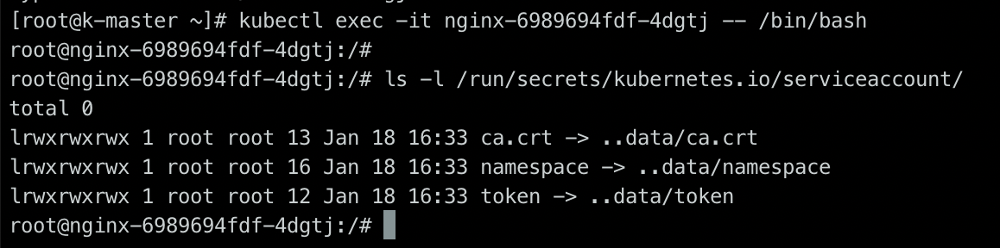 [root@k-master ~]# kubectl exec -it nginx-6989694fdf-4dgtj -- /bin/bash
root@nginx-6989694fdf-4dgtj:/#
root@nginx-6989694fdf-4dgtj:/# ls -l /run/secrets/kubernetes.io/serviceaccount/
total 0
lrwxrwxrwx 1 root root 13 Jan 18 16:33 ca.crt -> ..data/ca.crt
lrwxrwxrwx 1 root root 16 Jan 18 16:33 namespace -> ..data/namespace
lrwxrwxrwx 1 root root 12 Jan 18 16:33 token -> ..data/token
root@nginx-6989694fdf-4dgtj:/#